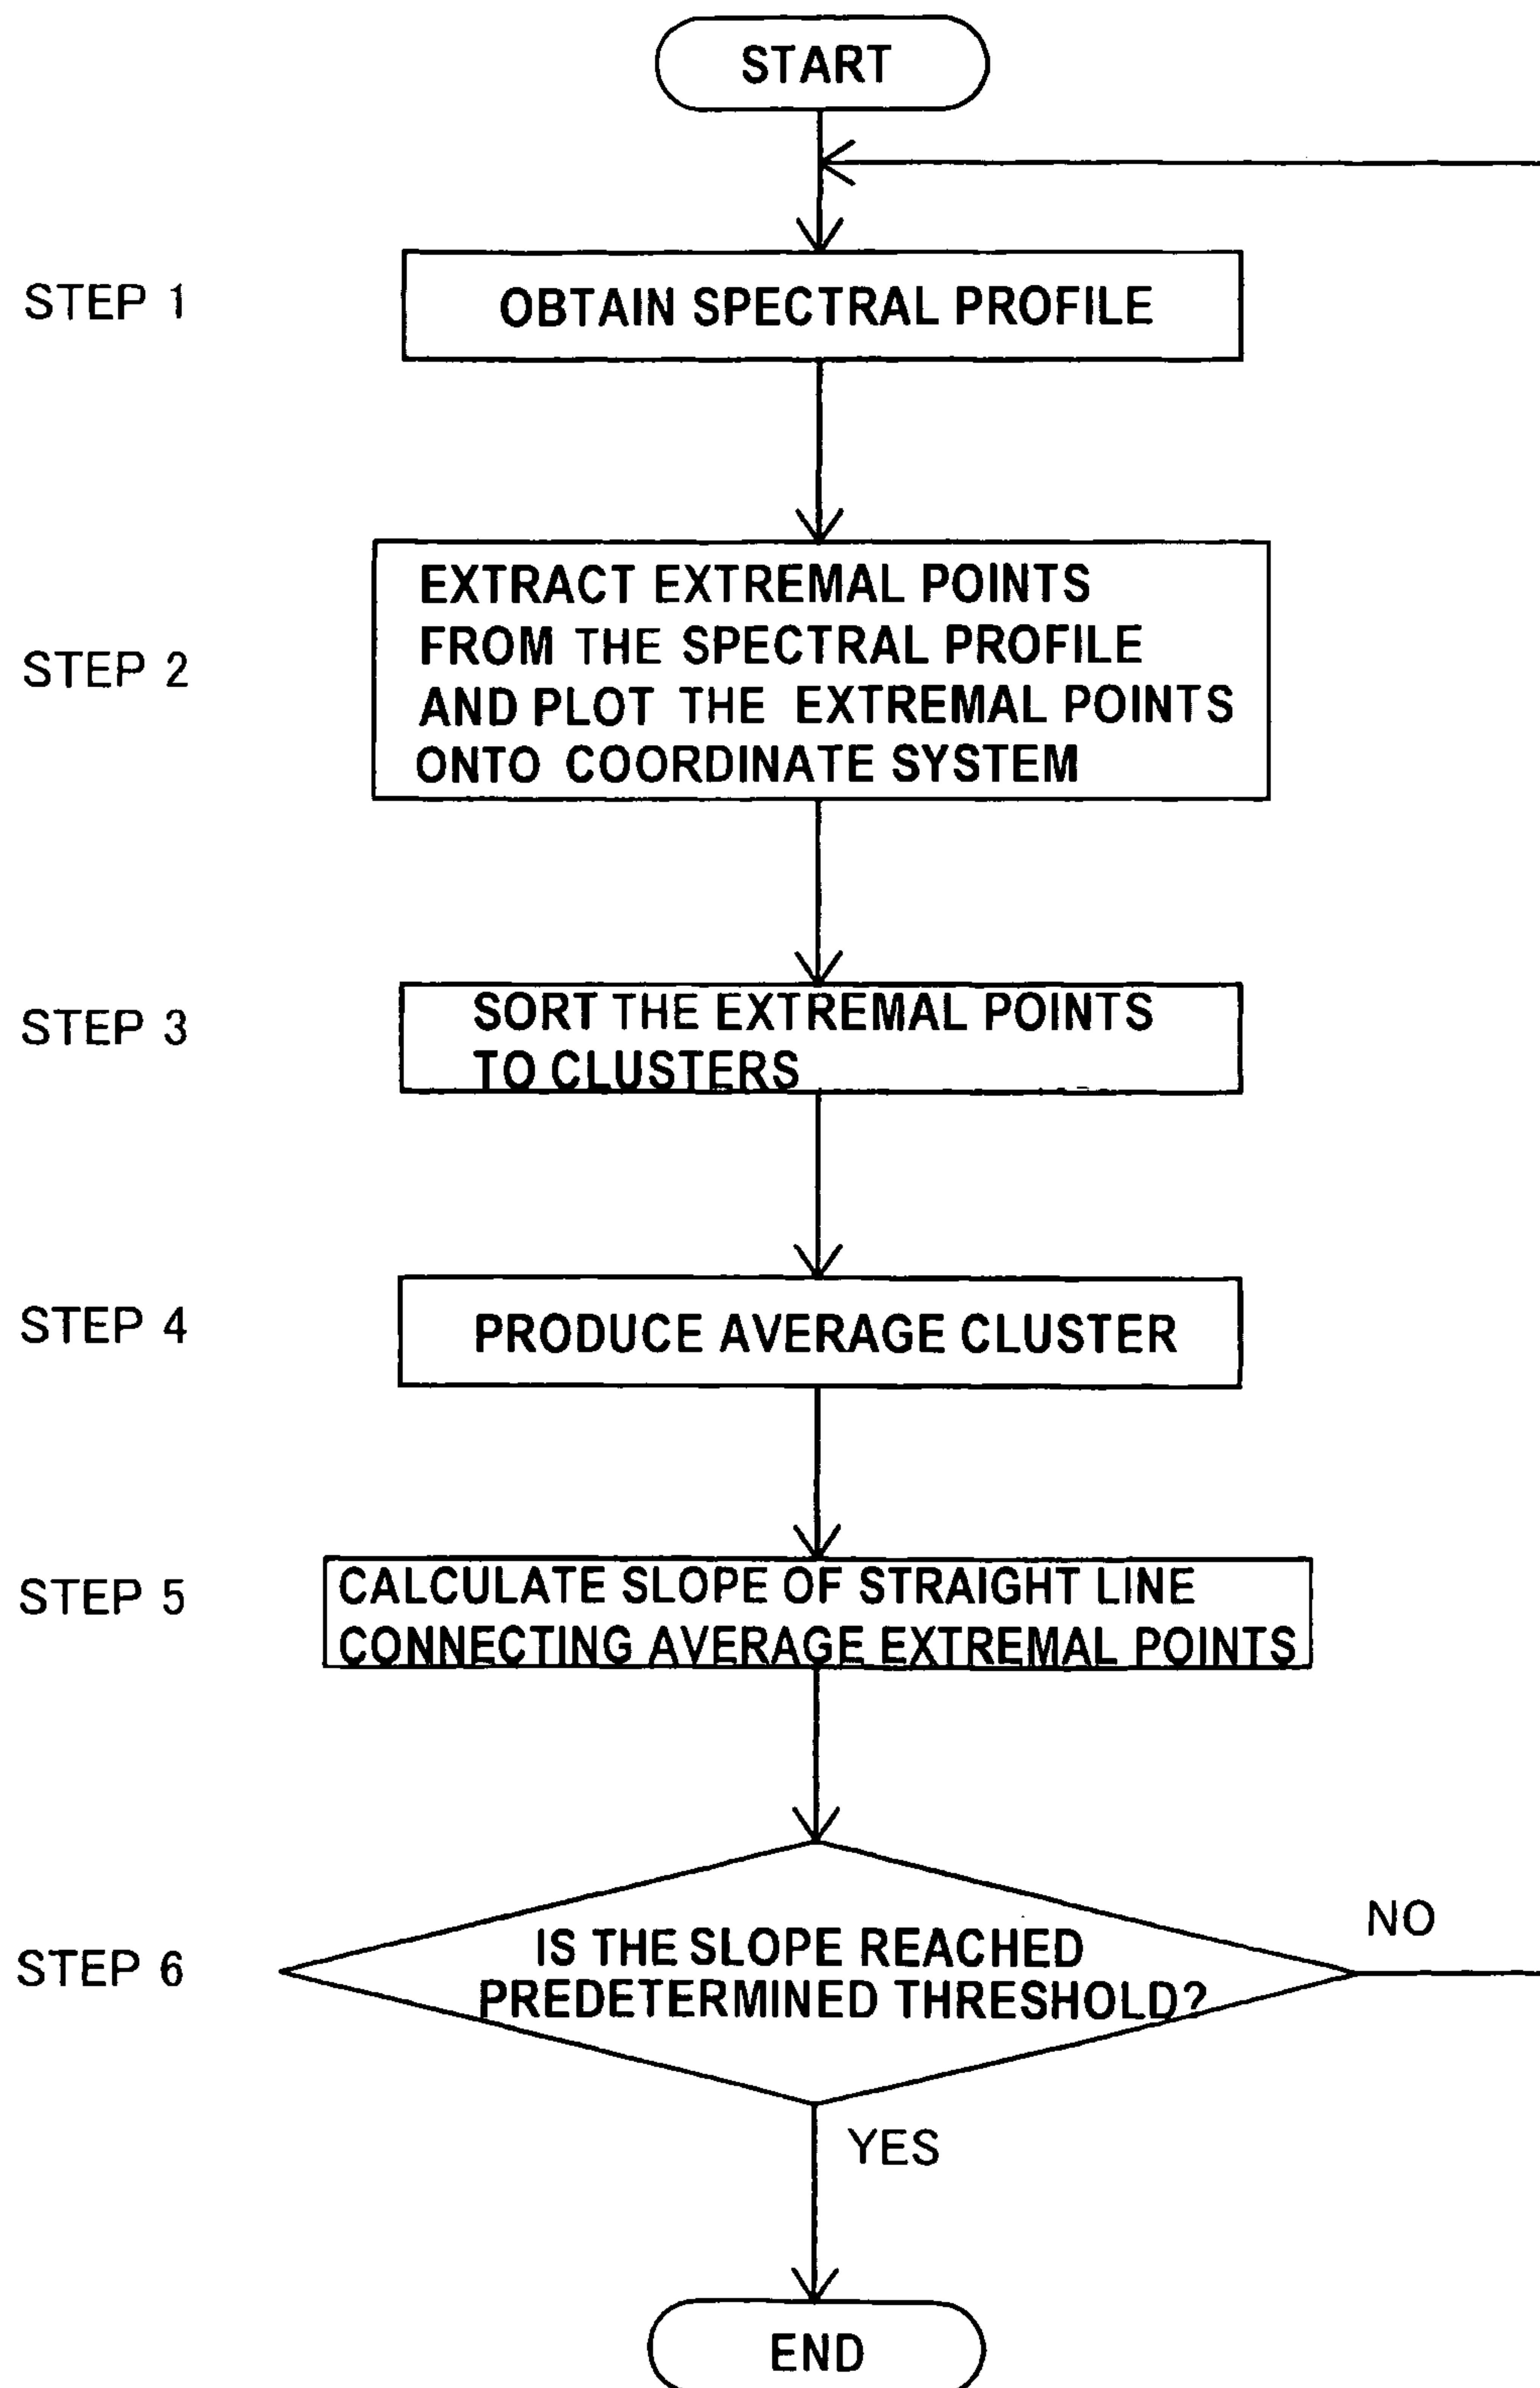 START
STEP 1
OBTAIN SPECTRAL PROFILE
STEP 2
EXTRACT EXTREMAL POINTS
FROM THE SPECTRAL PROFILE
AND PLOT THE EXTREMAL POINTS
ONTO COORDINATE SYSTEM
STEP 3
SORT THE EXTREMAL POINTS
TO CLUSTERS
STEP 4
PRODUCE AVERAGE CLUSTER
STEP 5
CALCULATE SLOPE OF STRAIGHT LINE
CONNECTING AVERAGE EXTREMAL POINTS
STEP 6
IS THE SLOPE REACHED
PREDETERMINED THRESHOLD?
NO
YES
END